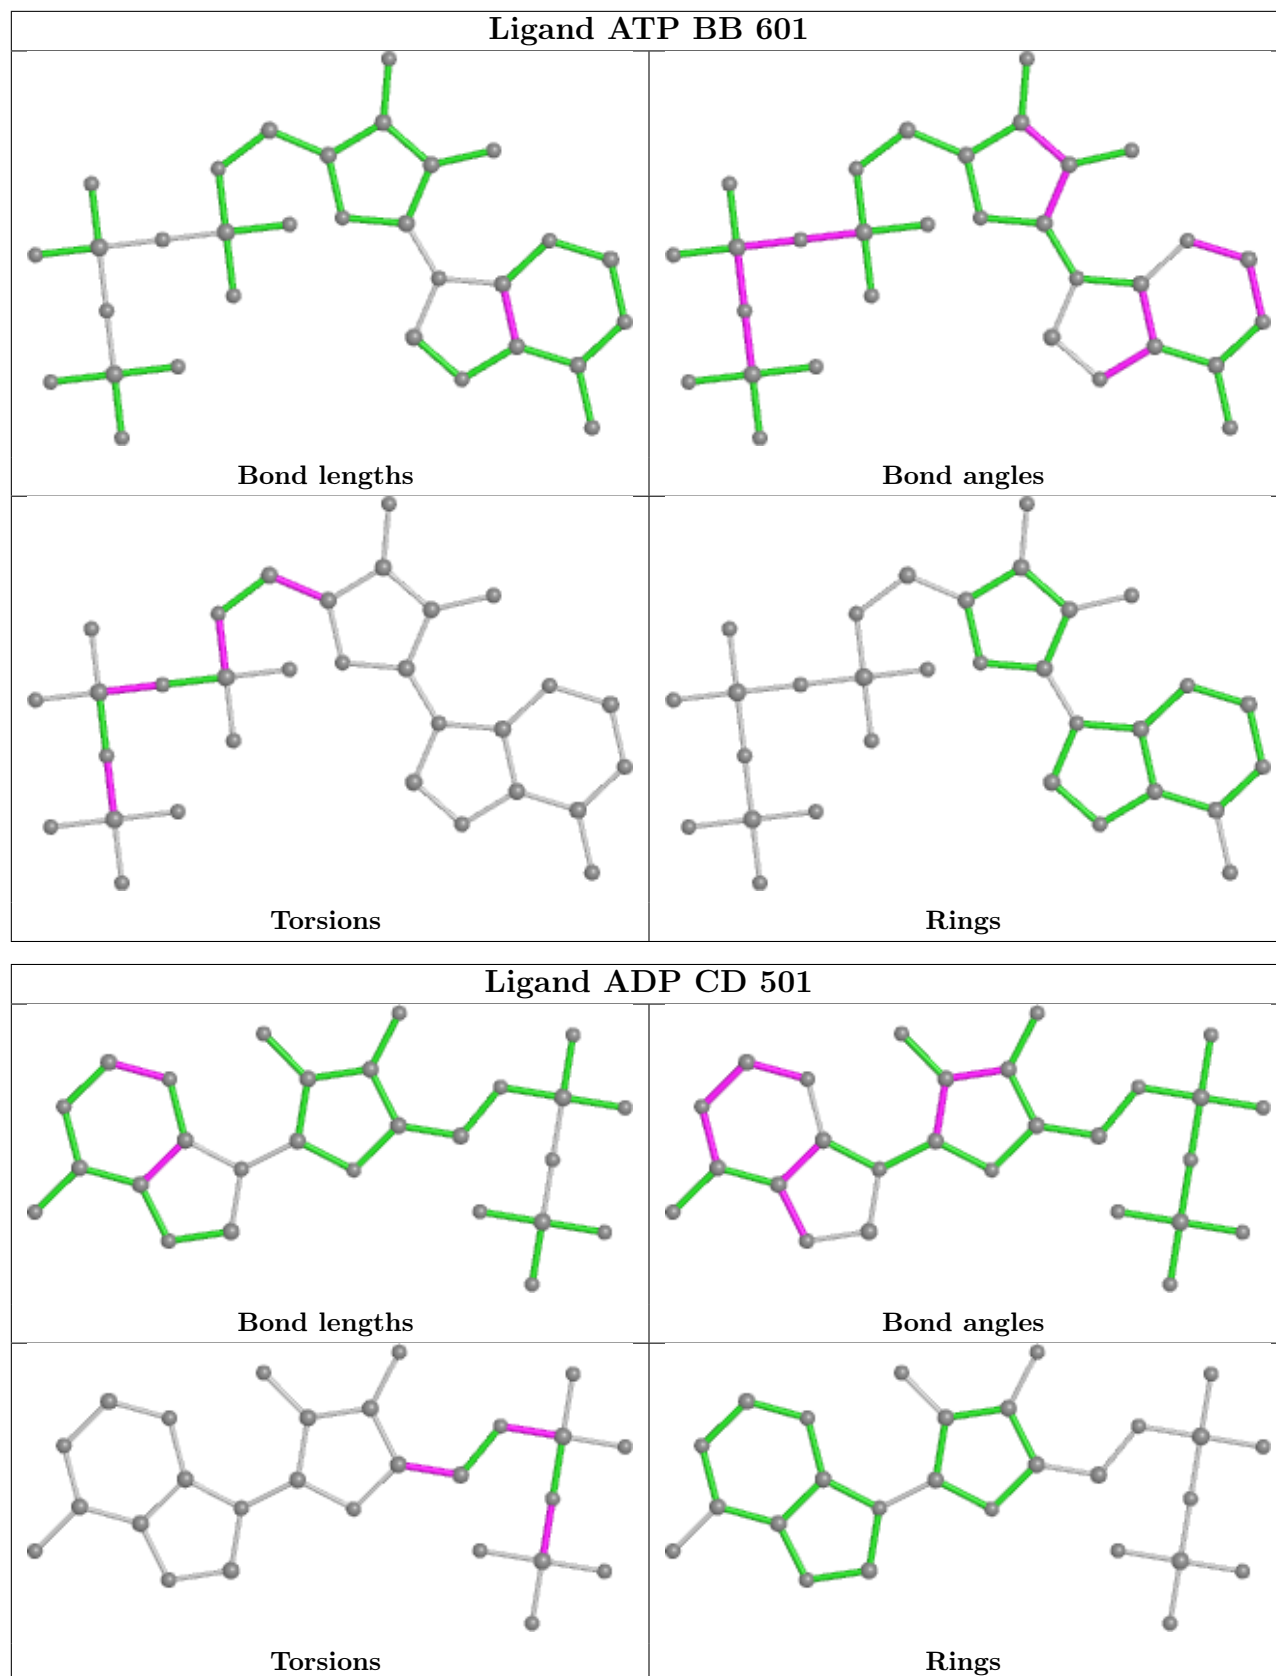 Ligand ATP BB 601
Bond lengths
Bond angles
Torsions
Rings
Ligand ADP CD 501
Bond lengths
Bond angles
Torsions
Rings